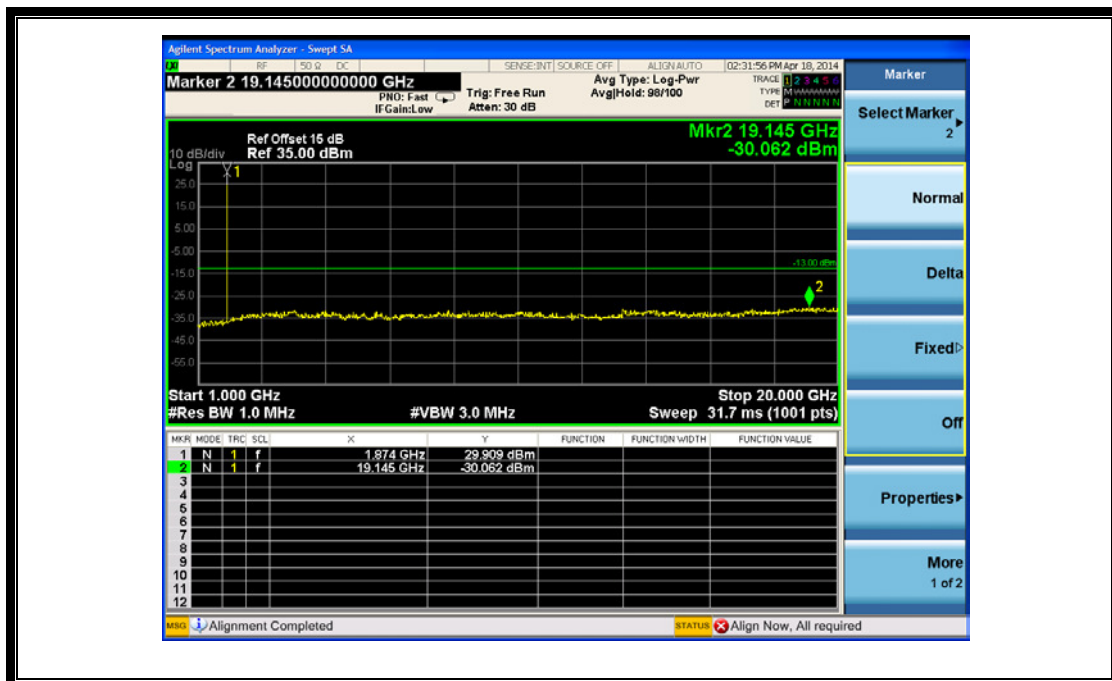 Agilent Spectrum Analyzer - Swept SA
LXI RF 50 Ω DC SENSE:INT SOURCE OFF ALIGN AUTO 02:31:56 PM Apr 18, 2014
Marker 2 19.145000000000 GHz
PNO: Fast
IFGain:Low
Trig: Free Run
Atten: 30 dB
Avg Type: Log-Pwr
Avg|Hold: 98/100
TRACE 1 2 3 4 5 6
TYPE M WWWWW
DET P N N N N N
Ref Offset 15 dB
10 dB/div Ref 35.00 dBm
Log
Mkr2 19.145 GHz
-30.062 dBm
1
25.0
15.0
5.00
-5.00
-13.00 dBm
-15.0
2
-25.0
-35.0
-45.0
-55.0
Start 1.000 GHz Stop 20.000 GHz
#Res BW 1.0 MHz #VBW 3.0 MHz Sweep 31.7 ms (1001 pts)
MKR MODE TRC SCL X Y FUNCTION FUNCTION WIDTH FUNCTION VALUE
1 N 1 f 1.874 GHz 29.909 dBm
2 N 1 f 19.145 GHz -30.062 dBm
3
4
5
6
7
8
9
10
11
12
MSG Alignment Completed STATUS Align Now, All required
Marker
Select Marker
2
Normal
Delta
Fixed
Off
Properties
More
1 of 2